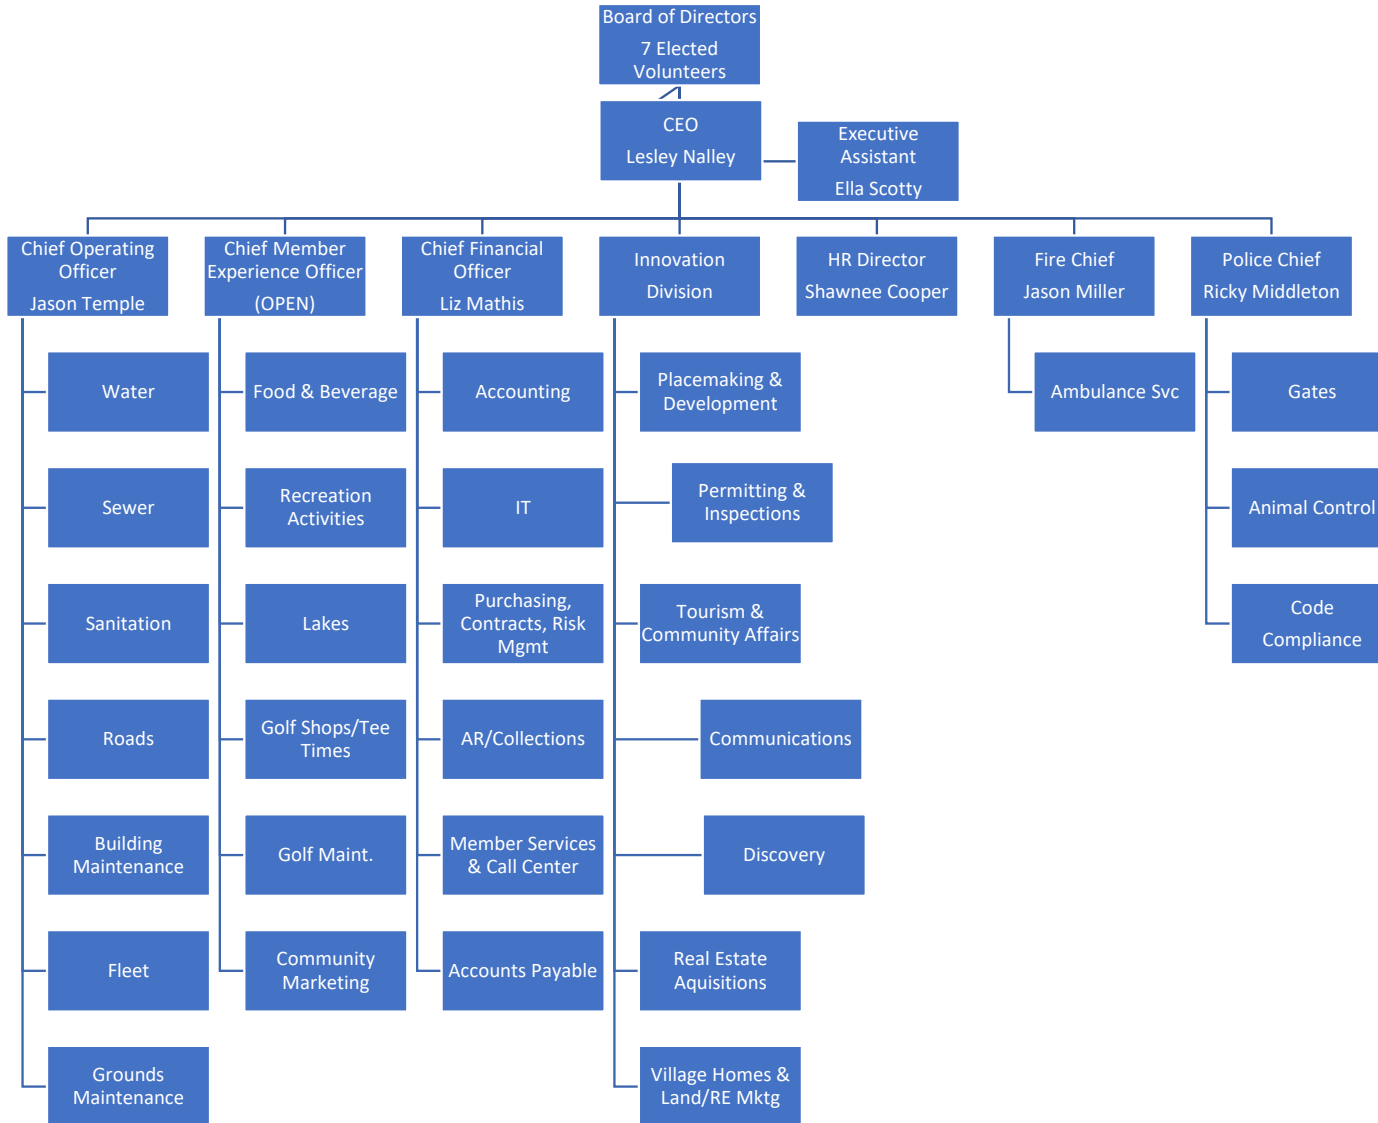 Board of Directors
7 Elected
Volunteers
CEO
Lesley Nalley
Executive
Assistant
Ella Scotty
Chief Operating
Officer
Jason Temple
Chief Member
Experience Officer
(OPEN)
Chief Financial
Officer
Liz Mathis
Innovation
Division
HR Director
Shawnee Cooper
Fire Chief
Jason Miller
Police Chief
Ricky Middleton
Water
Food & Beverage
Accounting
Placemaking &
Development
Ambulance Svc
Gates
Sewer
Recreation
Activities
IT
Permitting &
Inspections
Animal Control
Sanitation
Lakes
Purchasing,
Contracts, Risk
Mgmt
Tourism &
Community Affairs
Code
Compliance
Roads
Golf Shops/Tee
Times
AR/Collections
Communications
Building
Maintenance
Golf Maint.
Member Services
& Call Center
Discovery
Fleet
Community
Marketing
Accounts Payable
Real Estate
Aquisitions
Grounds
Maintenance
Village Homes &
Land/RE Mktg